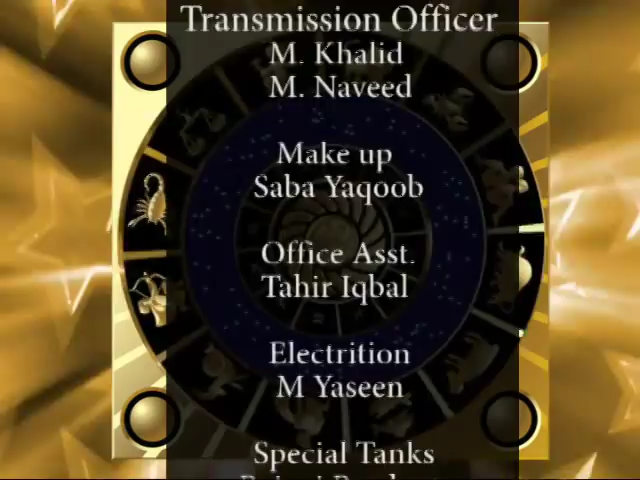 Transmission Officer
M. Khalid
M. Naveed
Make up
Saba Yaqoob
Office Asst.
Tahir Iqbal
Electrition
M Yaseen
Special Tanks